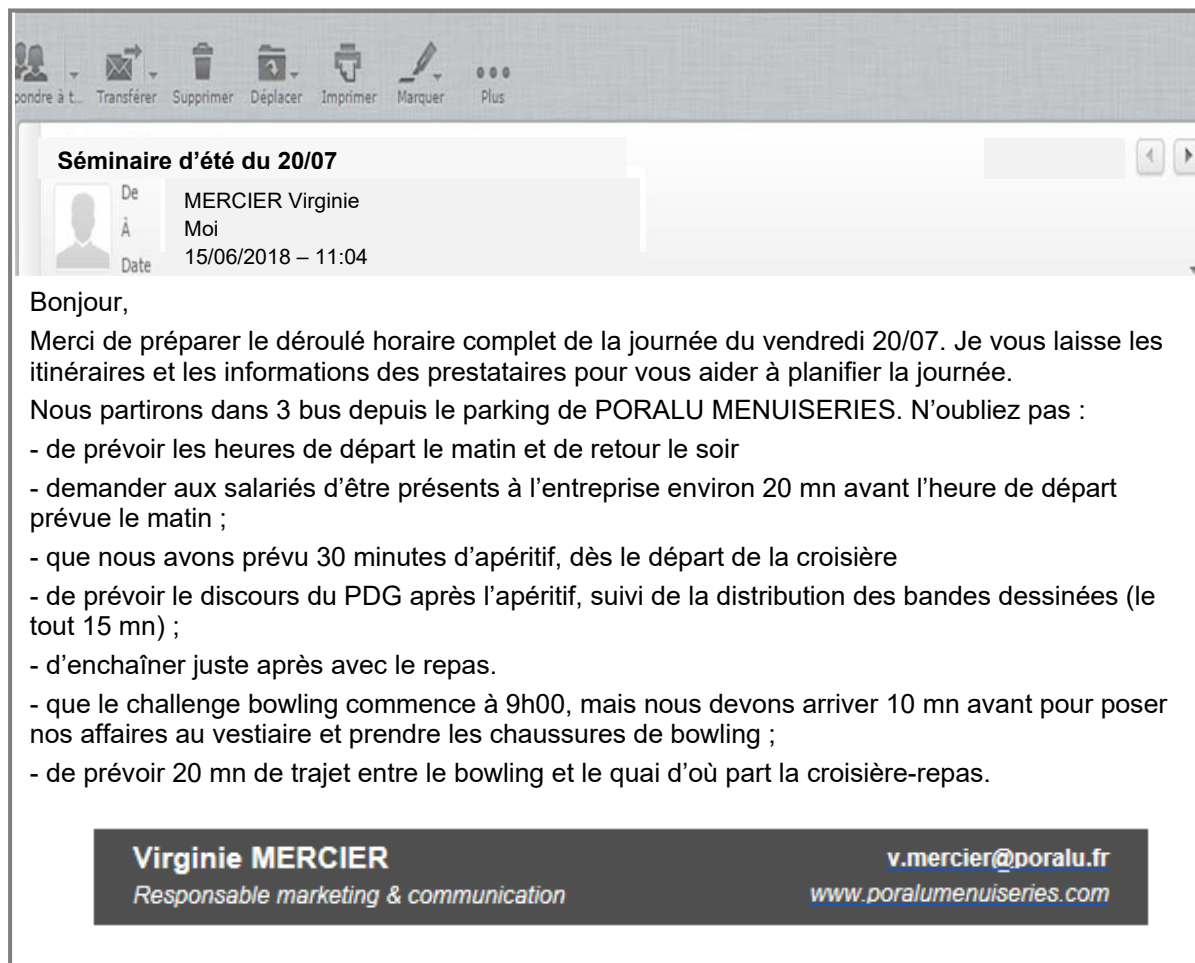 pondre à t... Transférer Supprimer Déplacer Imprimer Marquer Plus
Séminaire d’été du 20/07
De MERCIER Virginie
À Moi
Date 15/06/2018 – 11:04
Bonjour,
Merci de préparer le déroulé horaire complet de la journée du vendredi 20/07. Je vous laisse les
itinéraires et les informations des prestataires pour vous aider à planifier la journée.
Nous partirons dans 3 bus depuis le parking de PORALU MENUISERIES. N’oubliez pas :
- de prévoir les heures de départ le matin et de retour le soir
- demander aux salariés d’être présents à l’entreprise environ 20 mn avant l’heure de départ
prévue le matin ;
- que nous avons prévu 30 minutes d’apéritif, dès le départ de la croisière
- de prévoir le discours du PDG après l’apéritif, suivi de la distribution des bandes dessinées (le
tout 15 mn) ;
- d’enchaîner juste après avec le repas.
- que le challenge bowling commence à 9h00, mais nous devons arriver 10 mn avant pour poser
nos affaires au vestiaire et prendre les chaussures de bowling ;
- de prévoir 20 mn de trajet entre le bowling et le quai d’où part la croisière-repas.
Virginie MERCIER v.mercier@poralu.fr
Responsable marketing & communication www.poralumenuiseries.com